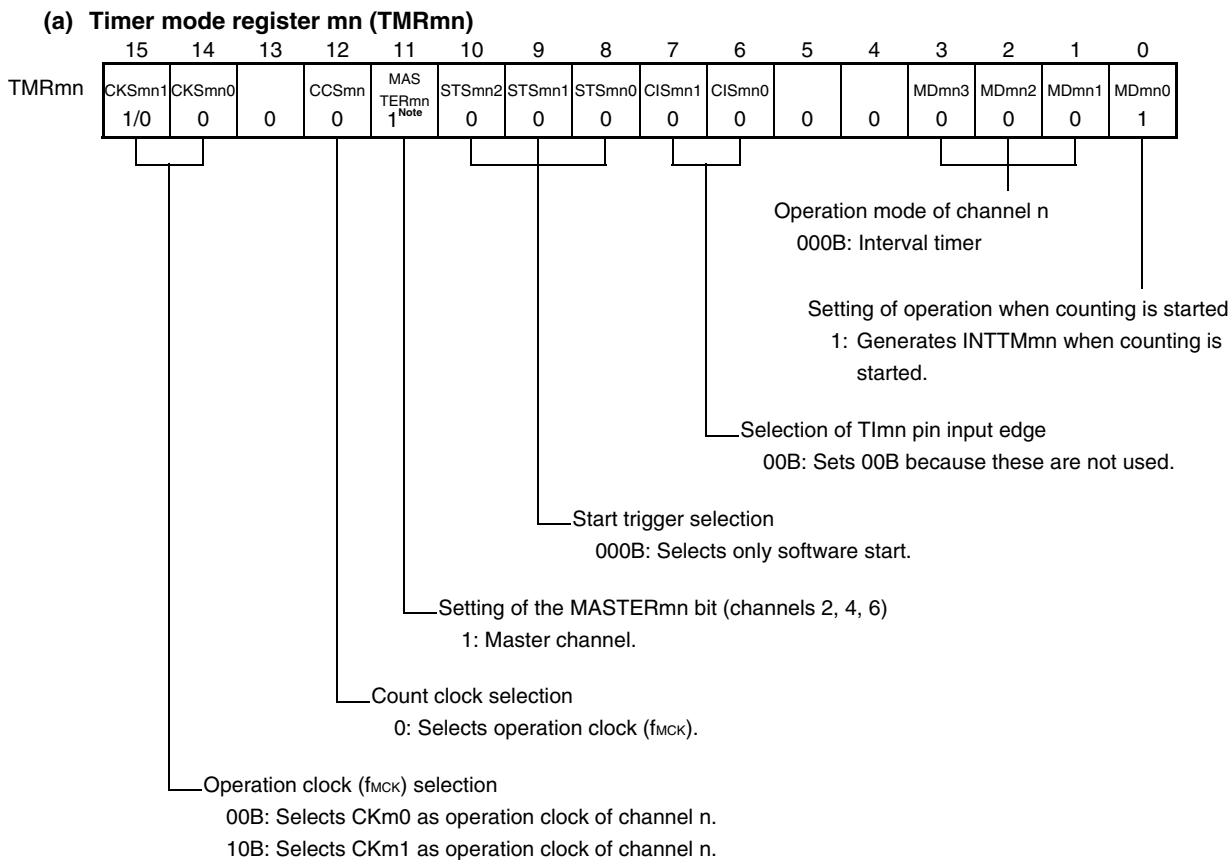 (a) Timer mode register mn (TMRmn)
15 14 13 12 11 10 9 8 7 6 5 4 3 2 1 0
TMRmn CKSmn1 CKSmn0 CCSmn MAS TERmn STSmn2 STSmn1 STSmn0 CISmn1 CISmn0 MDmn3 MDmn2 MDmn1 MDmn0
1/0 0 0 0 1Note 0 0 0 0 0 0 0 0 0 0 1
Operation mode of channel n
000B: Interval timer
Setting of operation when counting is started
1: Generates INTTMmn when counting is
started.
Selection of TImn pin input edge
00B: Sets 00B because these are not used.
Start trigger selection
000B: Selects only software start.
Setting of the MASTERmn bit (channels 2, 4, 6)
1: Master channel.
Count clock selection
0: Selects operation clock (fMCK).
Operation clock (fMCK) selection
00B: Selects CKm0 as operation clock of channel n.
10B: Selects CKm1 as operation clock of channel n.